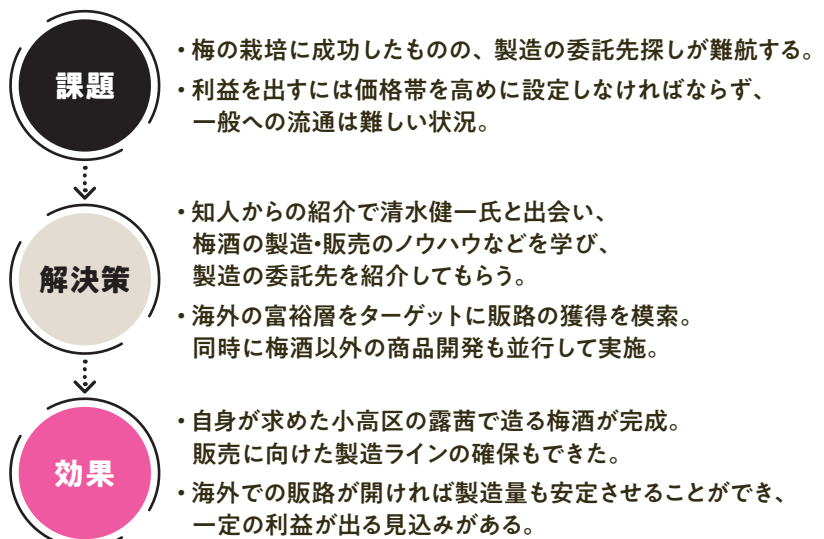 課題
・梅の栽培に成功したものの、製造の委託先探しが難航する。
・利益を出すには価格帯を高めに設定しなければならず、
一般への流通は難しい状況。
解決策
・知人からの紹介で清水健一氏と出会い、
梅酒の製造・販売のノウハウなどを学び、
製造の委託先を紹介してもらう。
・海外の富裕層をターゲットに販路の獲得を模索。
同時に梅酒以外の商品開発も並行して実施。
効果
・自身が求めた小高区の露茜で造る梅酒が完成。
販売に向けた製造ラインの確保もできた。
・海外での販路が開ければ製造量も安定させることができ、
一定の利益が出る見込みがある。